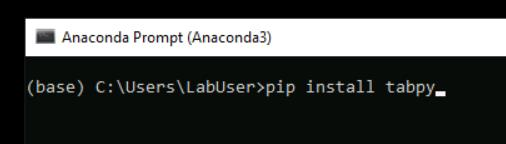 Anaconda Prompt (Anaconda3)
(base) C:\Users\LabUser>pip install tabpy